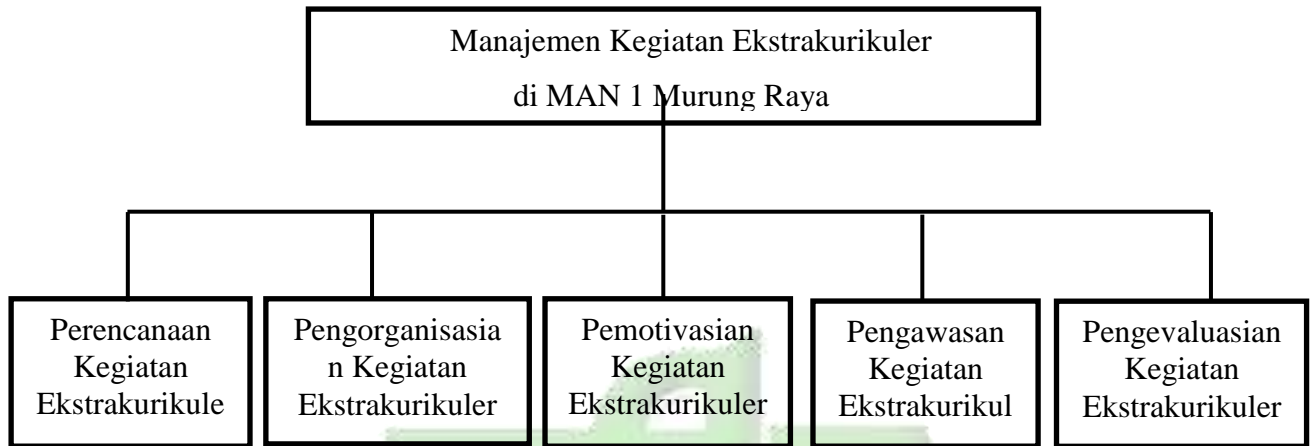 Manajemen Kegiatan Ekstrakurikuler
di MAN 1 Murung Raya
Perencanaan
Kegiatan
Ekstrakurikule
Pengorganisasia
n Kegiatan
Ekstrakurikuler
Pemotivasian
Kegiatan
Ekstrakurikuler
Pengawasan
Kegiatan
Ekstrakurikul
Pengevaluasian
Kegiatan
Ekstrakurikuler